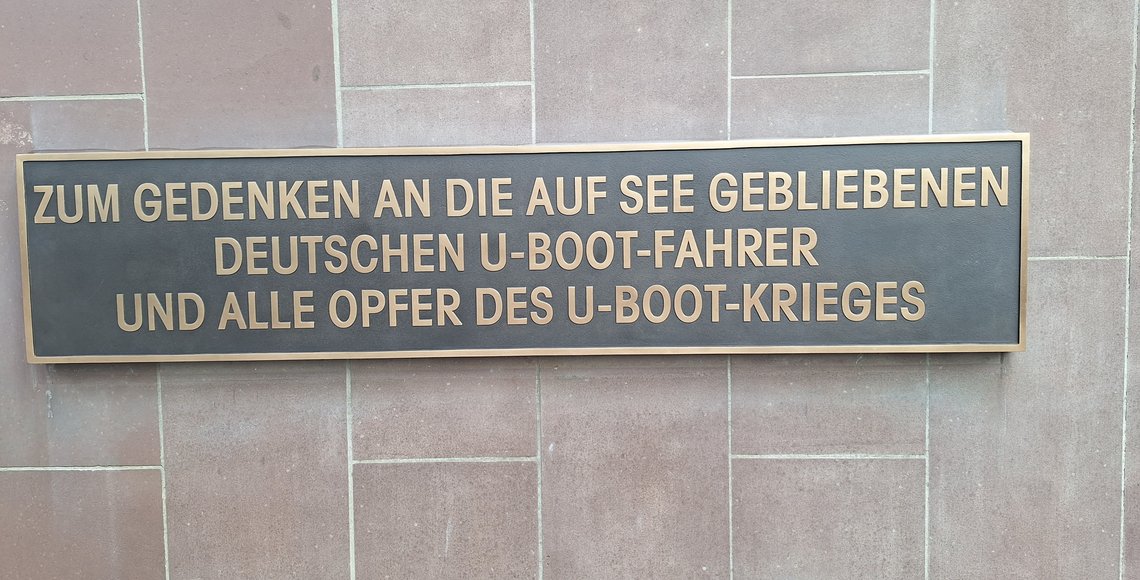 ZUM GEDENKEN AN DIE AUF SEE GEBLIEBENEN
DEUTSCHEN U-BOOT-FAHRER
UND ALLE OPFER DES U-BOOT-KRIEGES